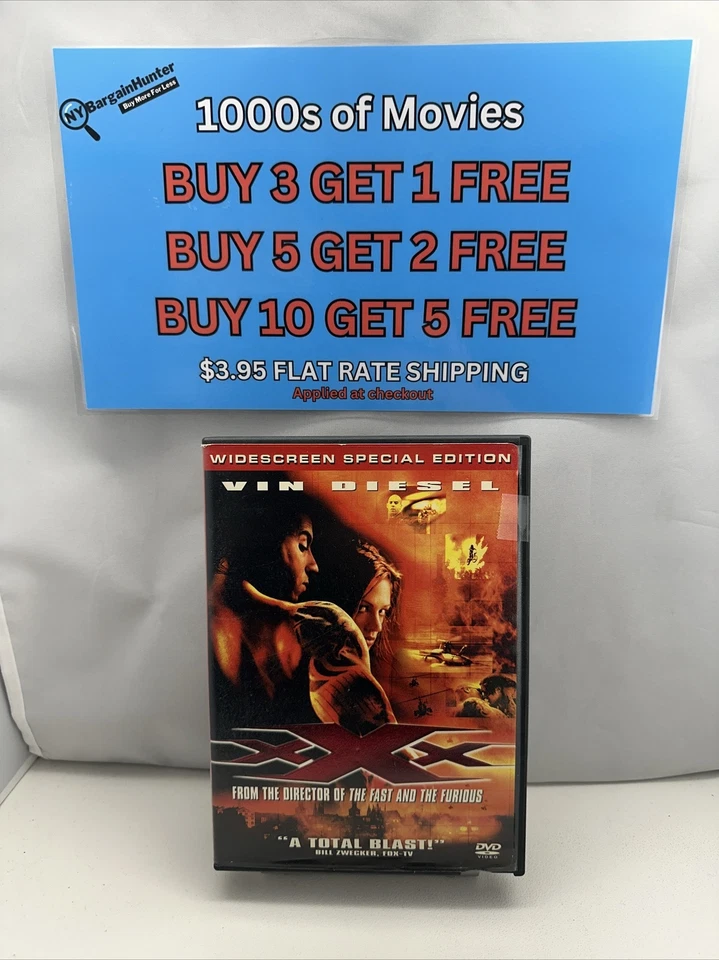 NYBargainHunter
Buy More For Less
1000s of Movies
BUY 3 GET 1 FREE
BUY 5 GET 2 FREE
BUY 10 GET 5 FREE
$3.95 FLAT RATE SHIPPING
Applied at checkout
WIDESCREEN SPECIAL EDITION
VIN DIESEL
xXx
FROM THE DIRECTOR OF THE FAST AND THE FURIOUS
"A TOTAL BLAST!"
BILL ZWECKER, FOX-TV
DVD
VIDEO